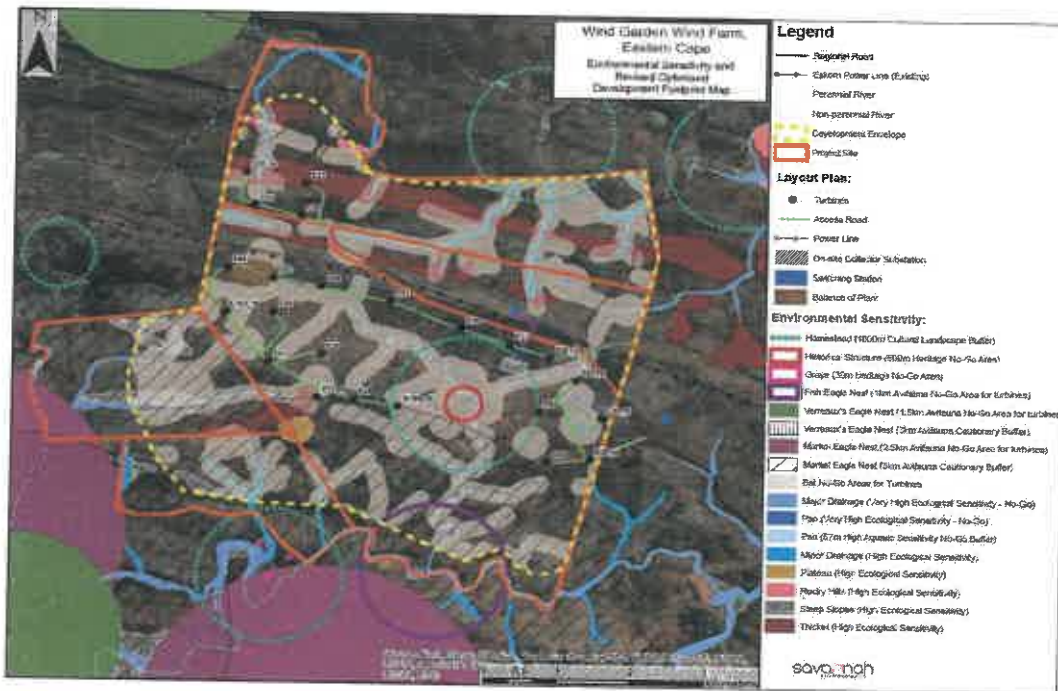 Wind Garden Wind Farm,
Eastern Cape
Environmental Sensitivity and
Revised Optimised
Development Footprint Map
Legend
Regional Road
Eskom Power Line (Existing)
Perennial River
Non-perennial River
Development Envelope
Project Site
Layout Plan:
Turbines
Access Road
Power Line
On-site Collector Substation
Switching Station
Balance of Plant
Environmental Sensitivity:
Homestead (1000m Cultural Landscape Buffer)
Historical Structure (500m Heritage No-Go Area)
Grave (30m Heritage No-Go Area)
Fish Eagle Nest (1km Avifauna No-Go Area for turbines)
Verreaux's Eagle Nest (1.5km Avifauna No-Go Area for turbines)
Verreaux's Eagle Nest (3km Avifauna Cautionary Buffer)
Martial Eagle Nest (2.5km Avifauna No-Go Area for turbines)
Martial Eagle Nest (5km Avifauna Cautionary Buffer)
Bat No-Go Areas for Turbines
Major Drainage (Very High Ecological Sensitivity - No-Go)
Pan (Very High Ecological Sensitivity - No-Go)
Pan (57m High Aquatic Sensitivity No-Go Buffer)
Minor Drainage (High Ecological Sensitivity)
Plateau (High Ecological Sensitivity)
Rocky Hills (High Ecological Sensitivity)
Steep Slopes (High Ecological Sensitivity)
Thicket (High Ecological Sensitivity)
savannah